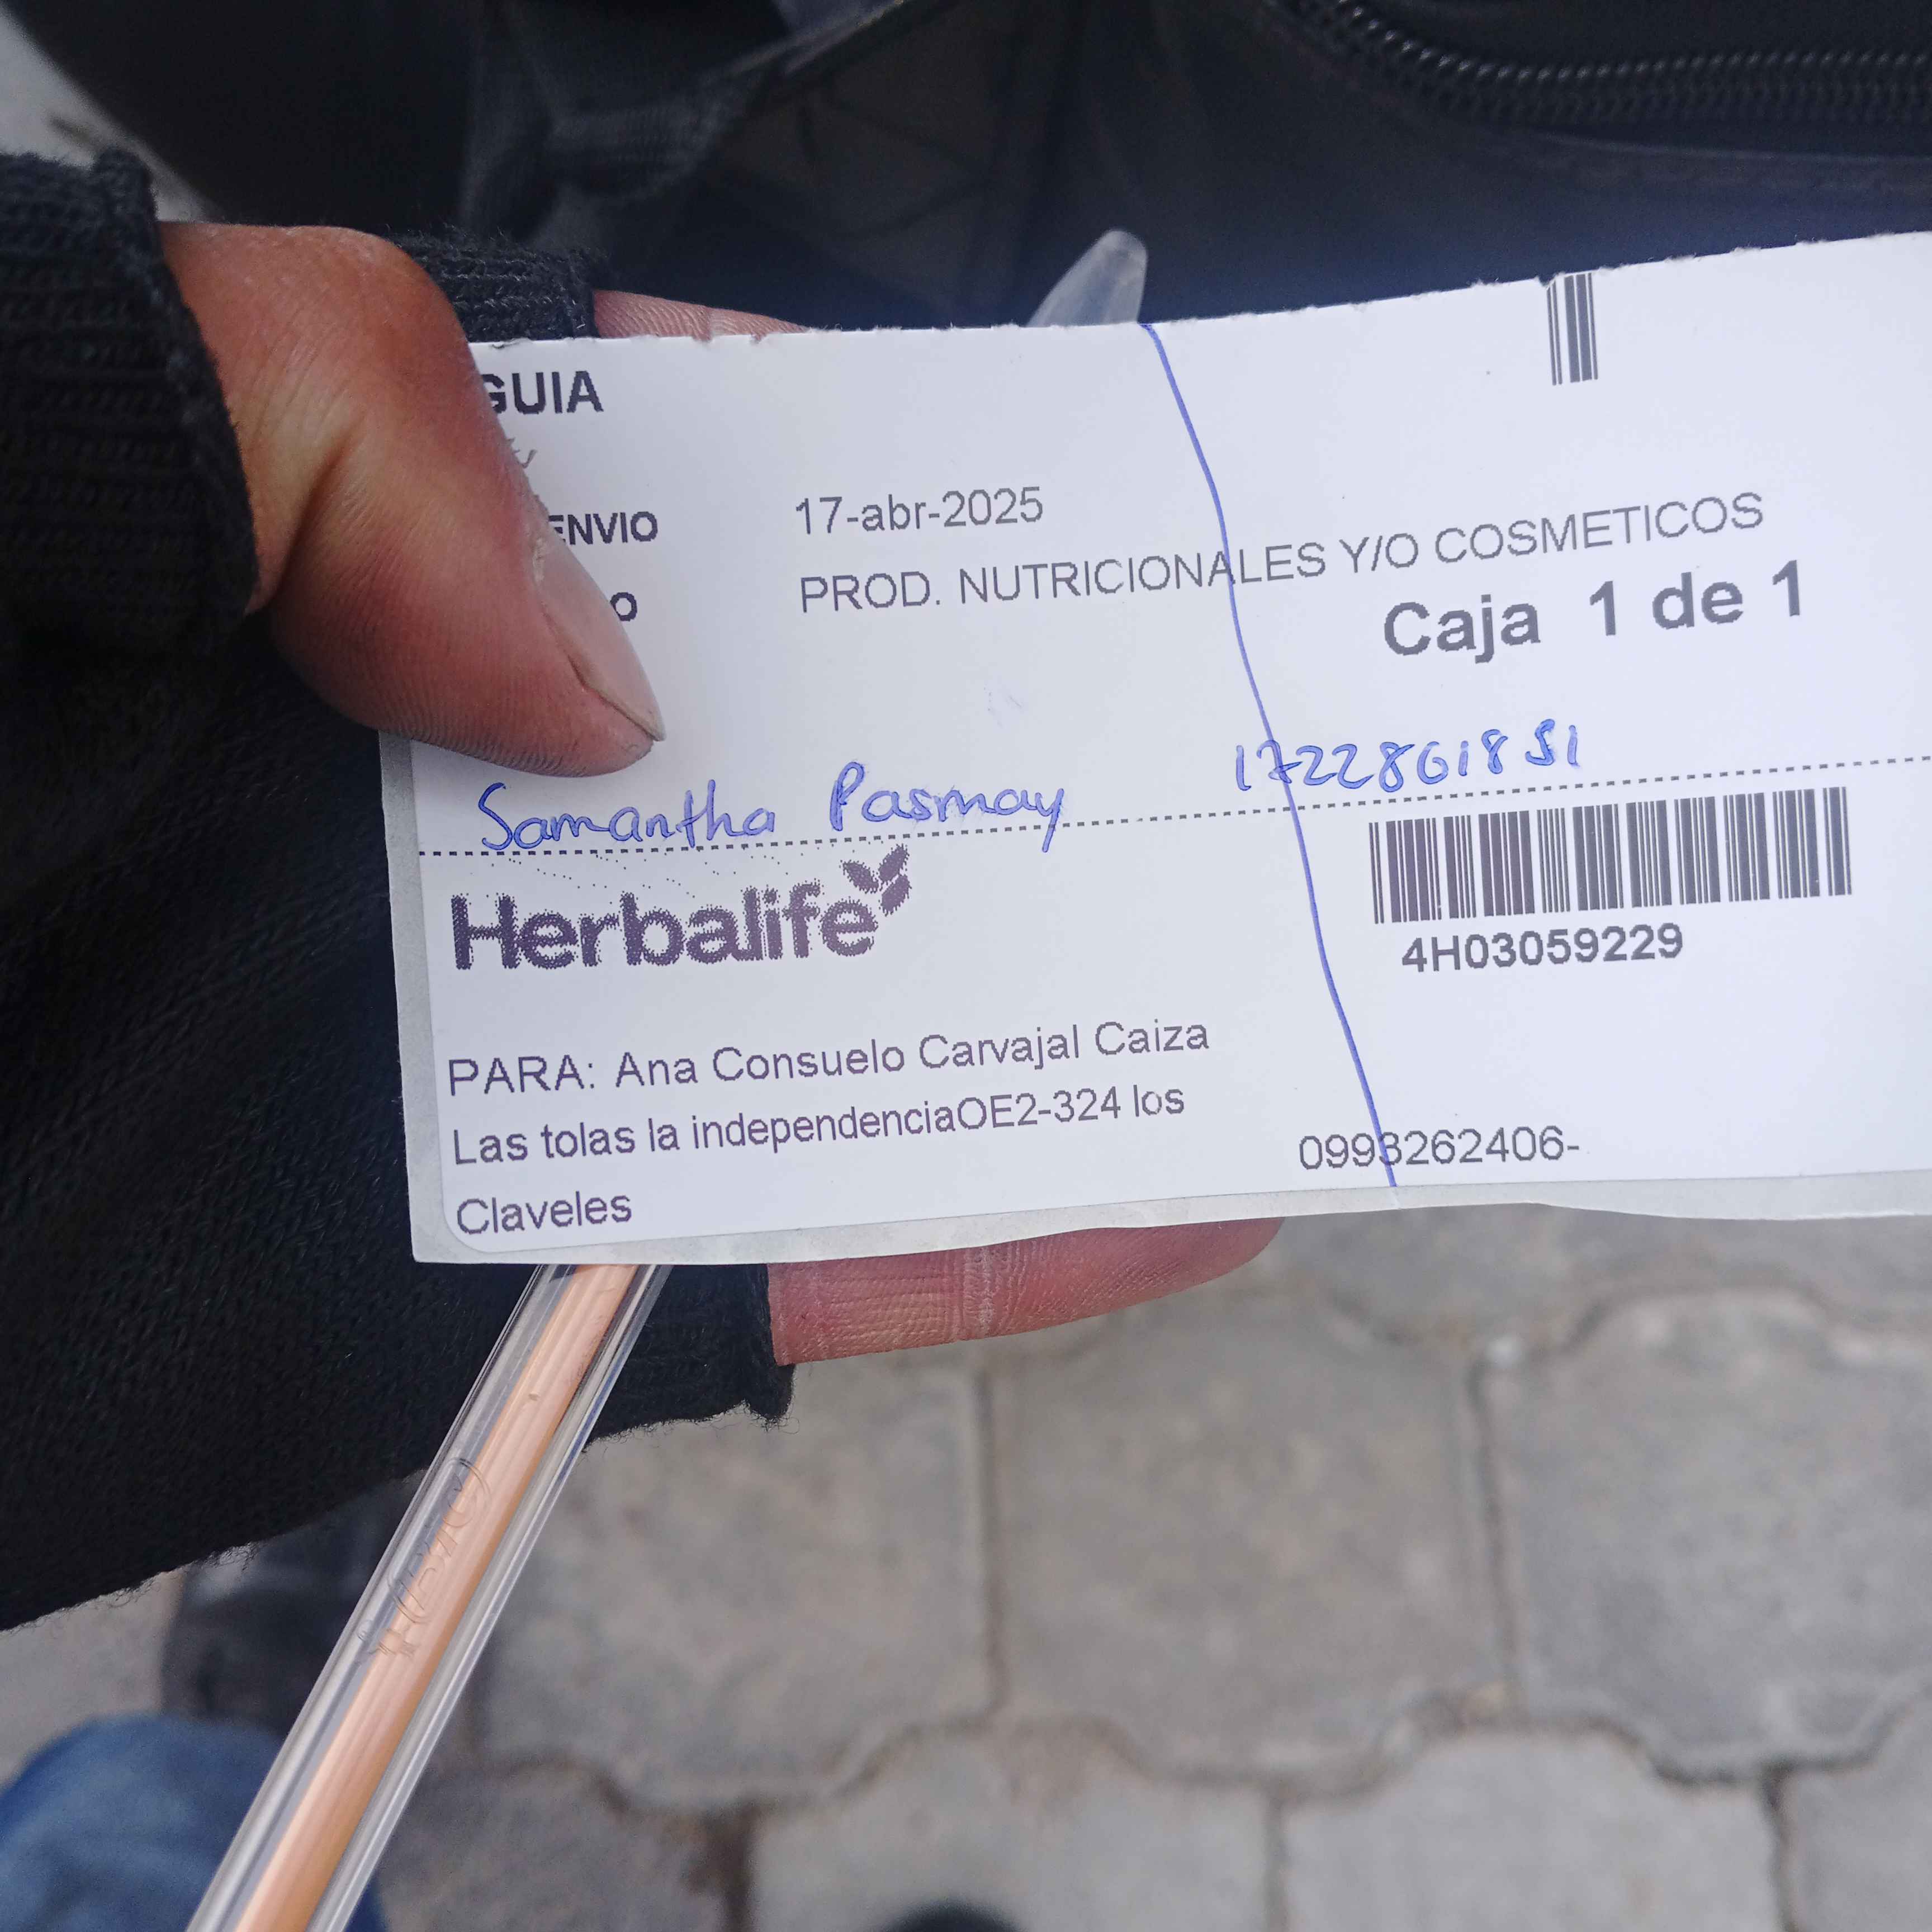 GUIA
ENVIO 17-abr-2025
O PROD. NUTRICIONALES Y/O COSMETICOS
Caja 1 de 1
Samantha Pasmay
Herbalife
4H03059229
PARA: Ana Consuelo Carvajal Caiza
Las tolas la independenciaOE2-324 los
0993262406-
Claveles